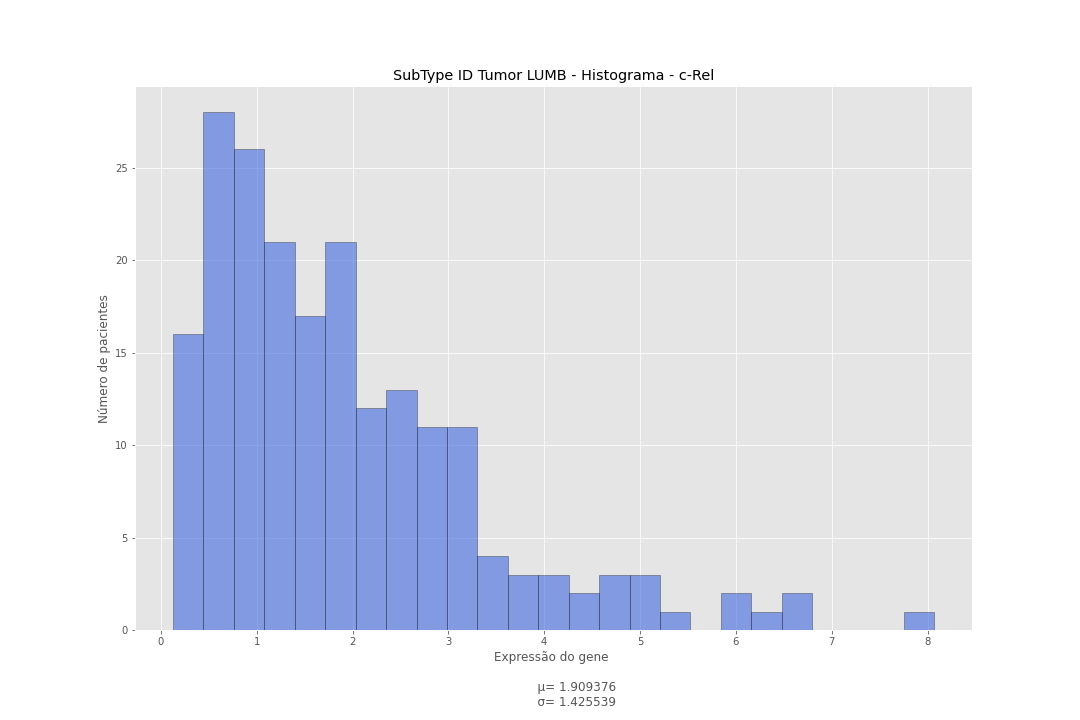 SubType ID Tumor LUMB - Histograma - c-Rel
25
20
15
10
5
0
Número de pacientes
0 1 2 3 4 5 6 7 8
Expressão do gene
μ= 1.909376
σ= 1.425539